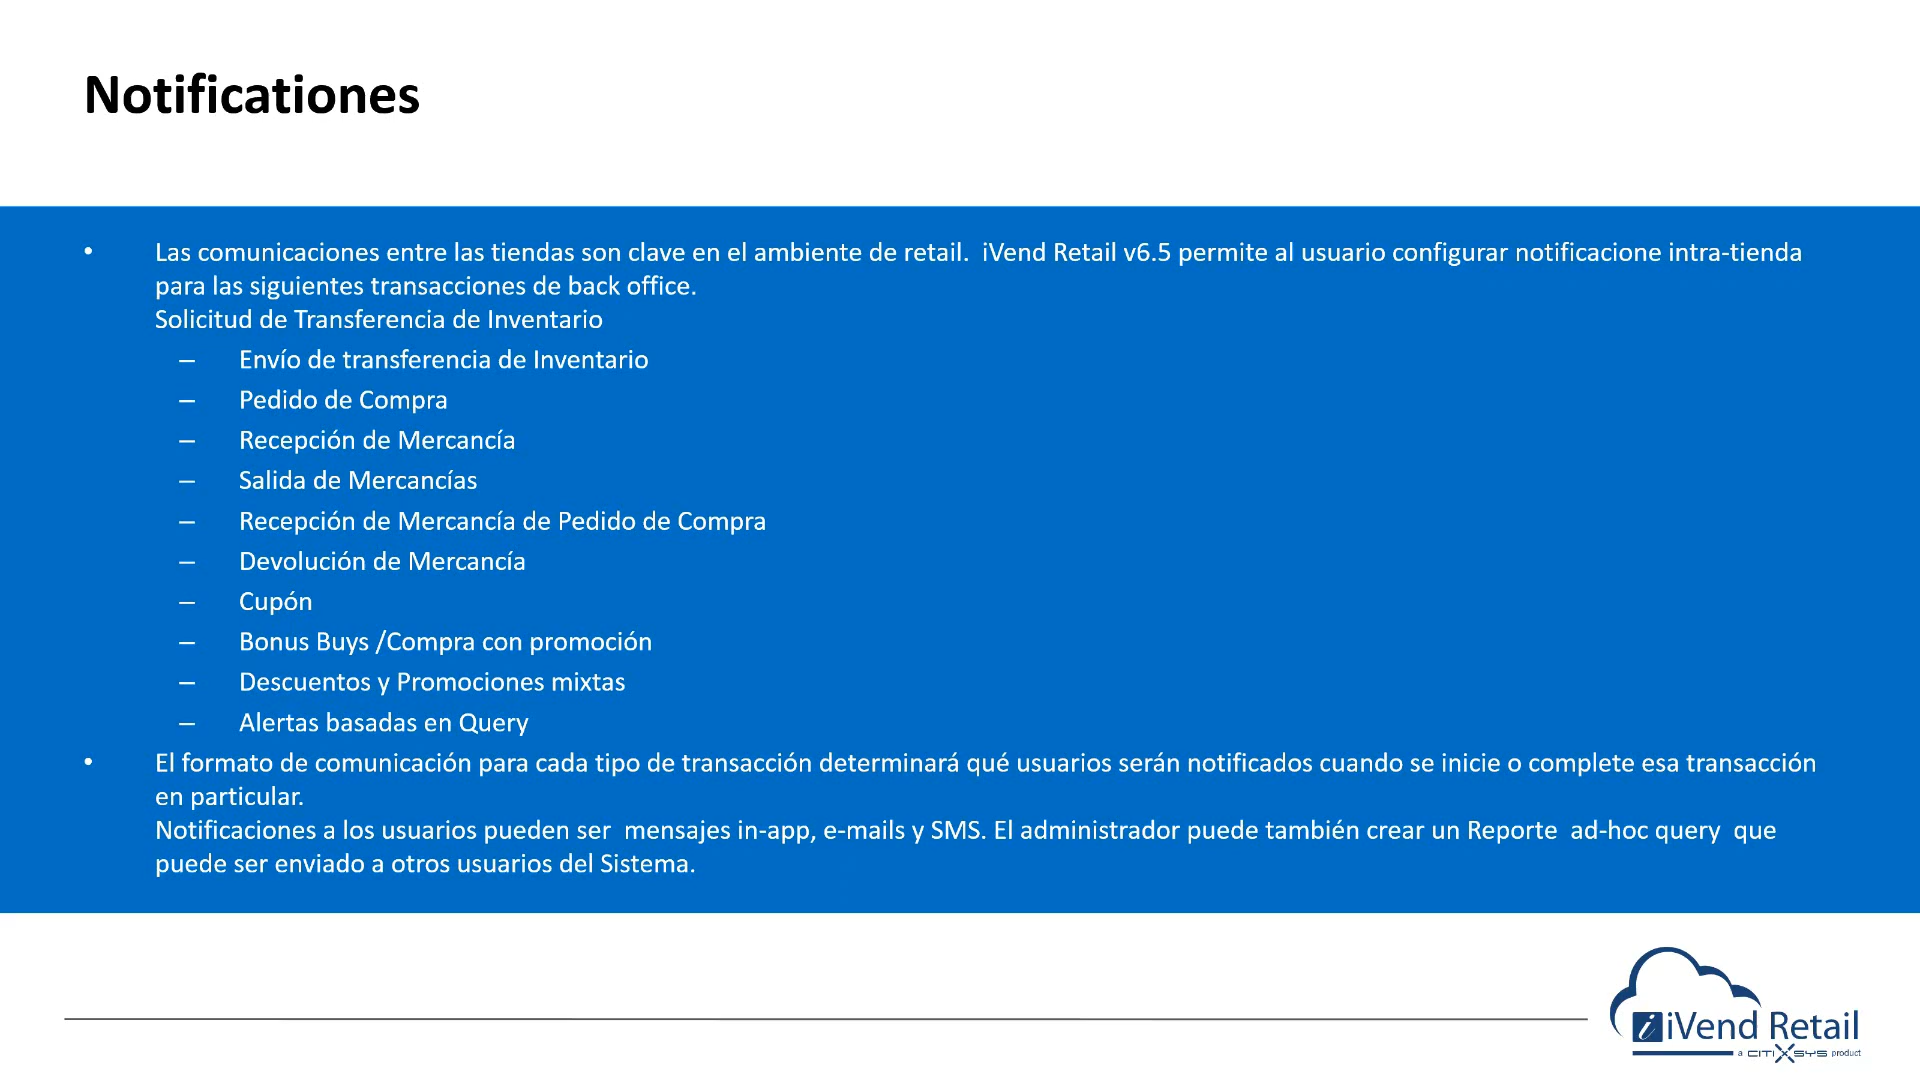 Notificationes
• Las comunicaciones entre las tiendas son clave en el ambiente de retail.  iVend Retail v6.5 permite al usuario configurar notificacione intra-tienda
para las siguientes transacciones de back office.
Solicitud de Transferencia de Inventario
– Envío de transferencia de Inventario
– Pedido de Compra
– Recepción de Mercancía
– Salida de Mercancías
– Recepción de Mercancía de Pedido de Compra
– Devolución de Mercancía
– Cupón
– Bonus Buys /Compra con promoción
– Descuentos y Promociones mixtas
– Alertas basadas en Query
• El formato de comunicación para cada tipo de transacción determinará qué usuarios serán notificados cuando se inicie o complete esa transacción
en particular.
Notificaciones a los usuarios pueden ser  mensajes in-app, e-mails y SMS. El administrador puede también crear un Reporte  ad-hoc query  que
puede ser enviado a otros usuarios del Sistema.
i iVend Retail
a CITIXSYS product